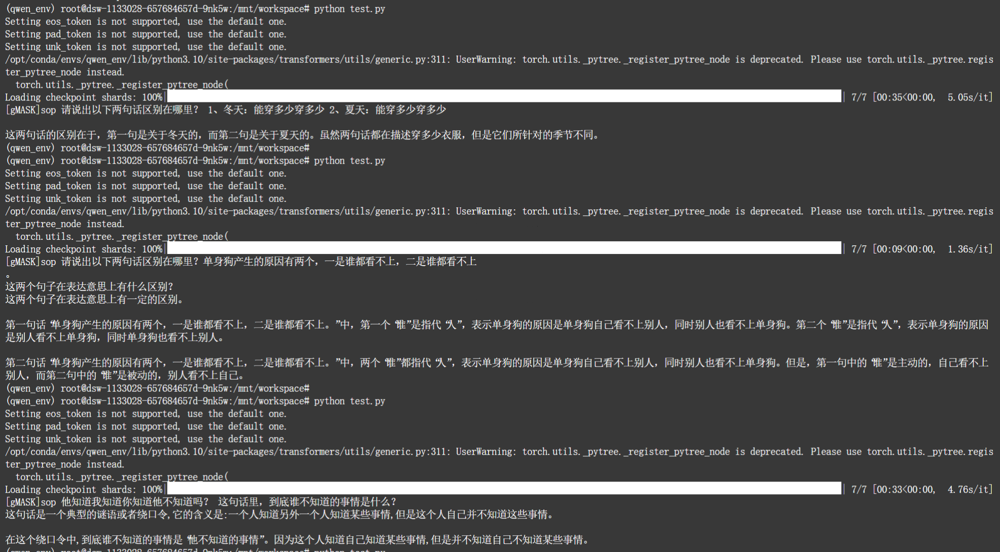 (qwen_env) root@dsw-1133028-657684657d-9nk5w:/mnt/workspace# python test.py
Setting eos_token is not supported, use the default one.
Setting pad_token is not supported, use the default one.
Setting unk_token is not supported, use the default one.
/opt/conda/envs/qwen_env/lib/python3.10/site-packages/transformers/utils/generic.py:311: UserWarning: torch.utils._pytree._register_pytree_node is deprecated. Please use torch.utils._pytree.regis
ter_pytree_node instead.
  torch.utils._pytree._register_pytree_node(
Loading checkpoint shards: 100%| | 7/7 [00:35<00:00,  5.05s/it]
[gMASK]sop 请说出以下两句话区别在哪里? 1、冬天：能穿多少穿多少 2、夏天：能穿多少穿多少
这两句话的区别在于，第一句是关于冬天的，而第二句是关于夏天的。虽然两句话都在描述穿多少衣服，但是它们所针对的季节不同。
(qwen_env) root@dsw-1133028-657684657d-9nk5w:/mnt/workspace#
(qwen_env) root@dsw-1133028-657684657d-9nk5w:/mnt/workspace# python test.py
Setting eos_token is not supported, use the default one.
Setting pad_token is not supported, use the default one.
Setting unk_token is not supported, use the default one.
/opt/conda/envs/qwen_env/lib/python3.10/site-packages/transformers/utils/generic.py:311: UserWarning: torch.utils._pytree._register_pytree_node is deprecated. Please use torch.utils._pytree.regis
ter_pytree_node instead.
  torch.utils._pytree._register_pytree_node(
Loading checkpoint shards: 100%| | 7/7 [00:09<00:00,  1.36s/it]
[gMASK]sop 请说出以下两句话区别在哪里？单身狗产生的原因有两个，一是谁都看不上，二是谁都看不上
。
这两个句子在表达意思上有什么区别？
这两个句子在表达意思上有一定的区别。
第一句话“单身狗产生的原因有两个，一是谁都看不上，二是谁都看不上。”中，第一个“谁”是指代“人”，表示单身狗的原因是单身狗自己看不上别人，同时别人也看不上单身狗。第二个“谁”是指代“人”，表示单身狗的原因
是别人看不上单身狗，同时单身狗也看不上别人。
第二句话“单身狗产生的原因有两个，一是谁都看不上，二是谁都看不上。”中，两个“谁”都指代“人”，表示单身狗的原因是单身狗自己看不上别人，同时别人也看不上单身狗。但是，第一句中的“谁”是主动的，自己看不上
别人，而第二句中的“谁”是被动的，别人看不上自己。
(qwen_env) root@dsw-1133028-657684657d-9nk5w:/mnt/workspace#
(qwen_env) root@dsw-1133028-657684657d-9nk5w:/mnt/workspace# python test.py
Setting eos_token is not supported, use the default one.
Setting pad_token is not supported, use the default one.
Setting unk_token is not supported, use the default one.
/opt/conda/envs/qwen_env/lib/python3.10/site-packages/transformers/utils/generic.py:311: UserWarning: torch.utils._pytree._register_pytree_node is deprecated. Please use torch.utils._pytree.regis
ter_pytree_node instead.
  torch.utils._pytree._register_pytree_node(
Loading checkpoint shards: 100%| | 7/7 [00:33<00:00,  4.76s/it]
[gMASK]sop 他知道我知道你知道他不知道吗? 这句话里，到底谁不知道的事情是什么?
这句话是一个典型的谜语或者绕口令,它的含义是:一个人知道另外一个人知道某些事情,但是这个人自己并不知道这些事情。
在这个绕口令中,到底谁不知道的事情是“他不知道的事情”。因为这个人知道自己知道某些事情,但是并不知道自己不知道某些事情。
(qwen_env) root@dsw-1133028-657684657d-9nk5w:/mnt/workspace# python test.py